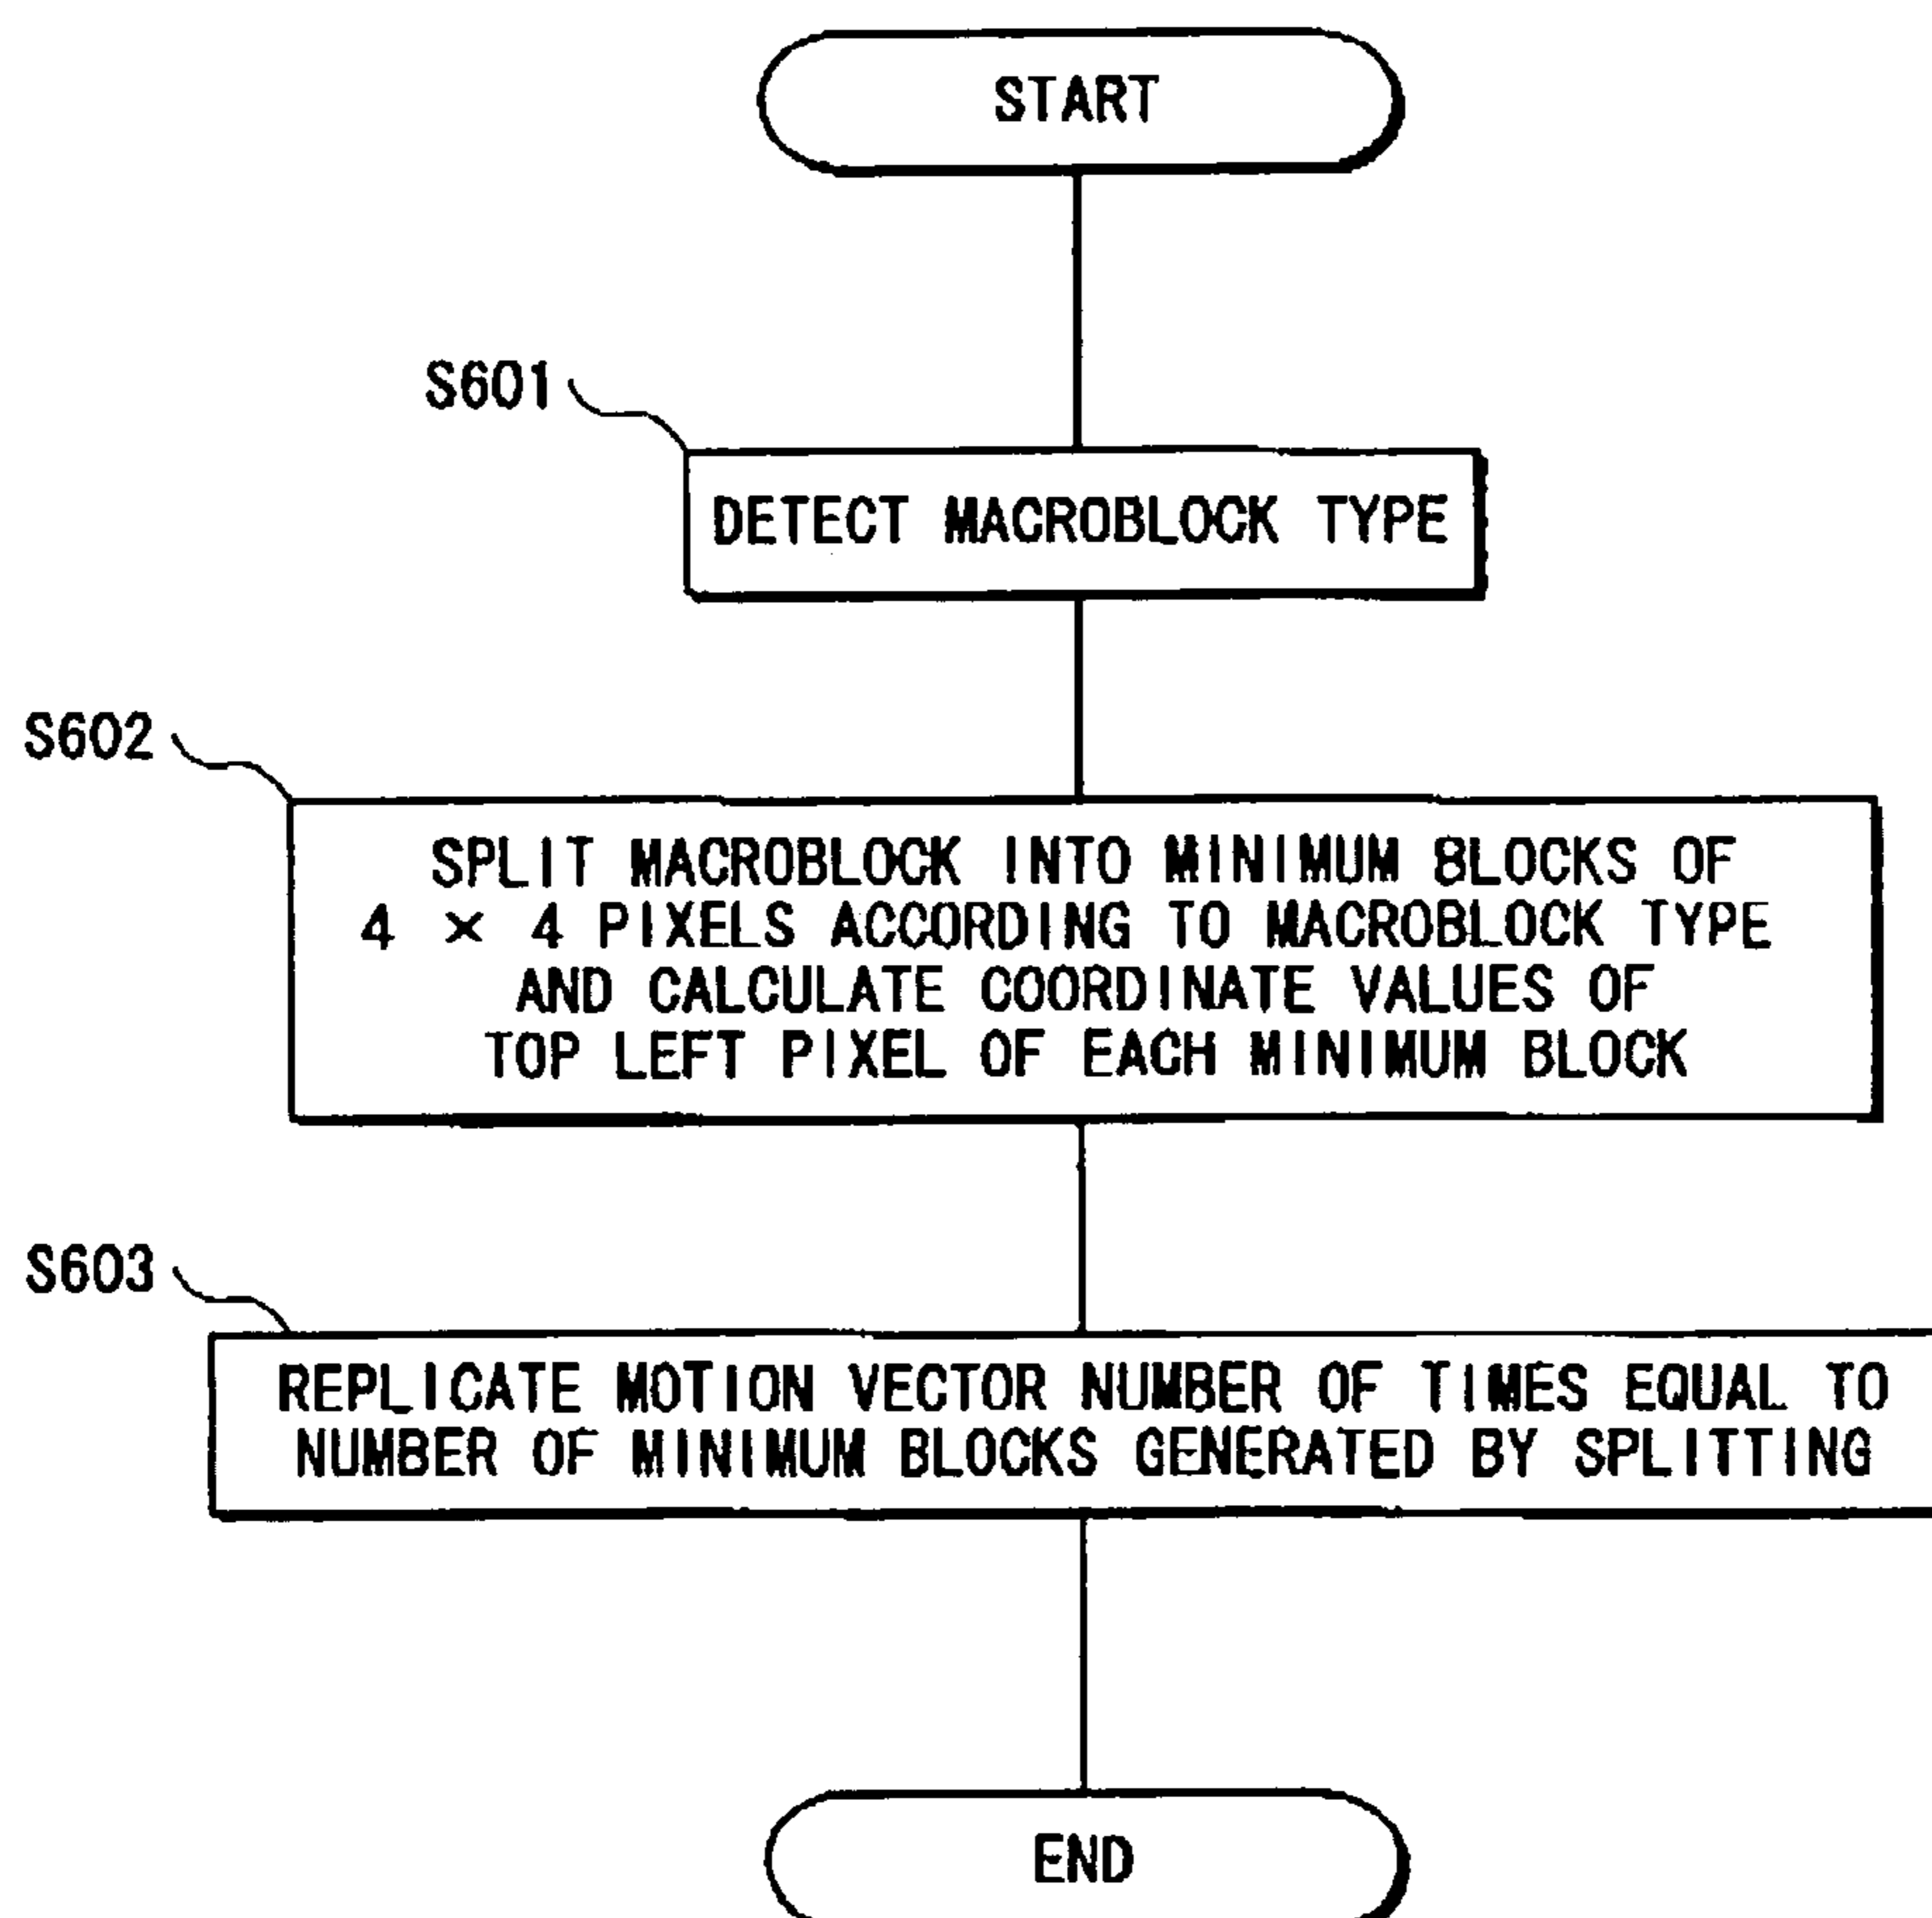 START
S601
DETECT MACROBLOCK TYPE
S602
SPLIT MACROBLOCK INTO MINIMUM BLOCKS OF
4 × 4 PIXELS ACCORDING TO MACROBLOCK TYPE
AND CALCULATE COORDINATE VALUES OF
TOP LEFT PIXEL OF EACH MINIMUM BLOCK
S603
REPLICATE MOTION VECTOR NUMBER OF TIMES EQUAL TO
NUMBER OF MINIMUM BLOCKS GENERATED BY SPLITTING
END